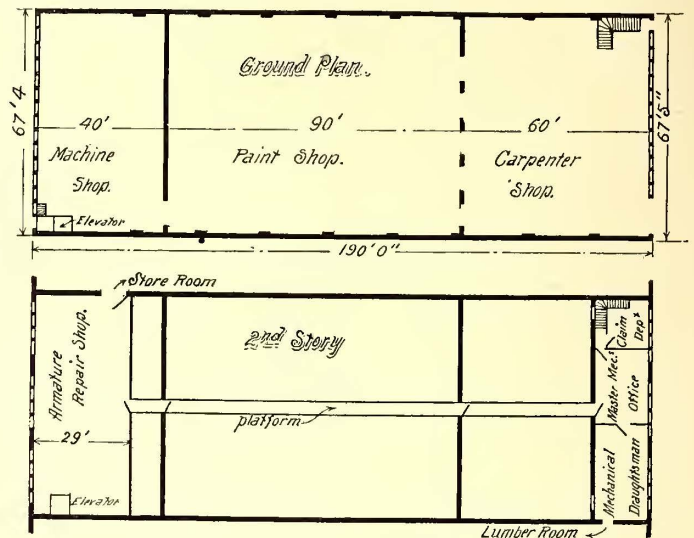 Ground Plan.
67'4
40'
90'
60'
67'5"
Machine
Shop.
Paint Shop.
Carpenter
Shop.
Elevator
190'0"
Store Room
2nd Story
Armature
Repair Shop.
Claim
Dep't
Master Mec.'s
Office
platform
29'
Mechanical
Draughtsman
Elevator
Lumber Room